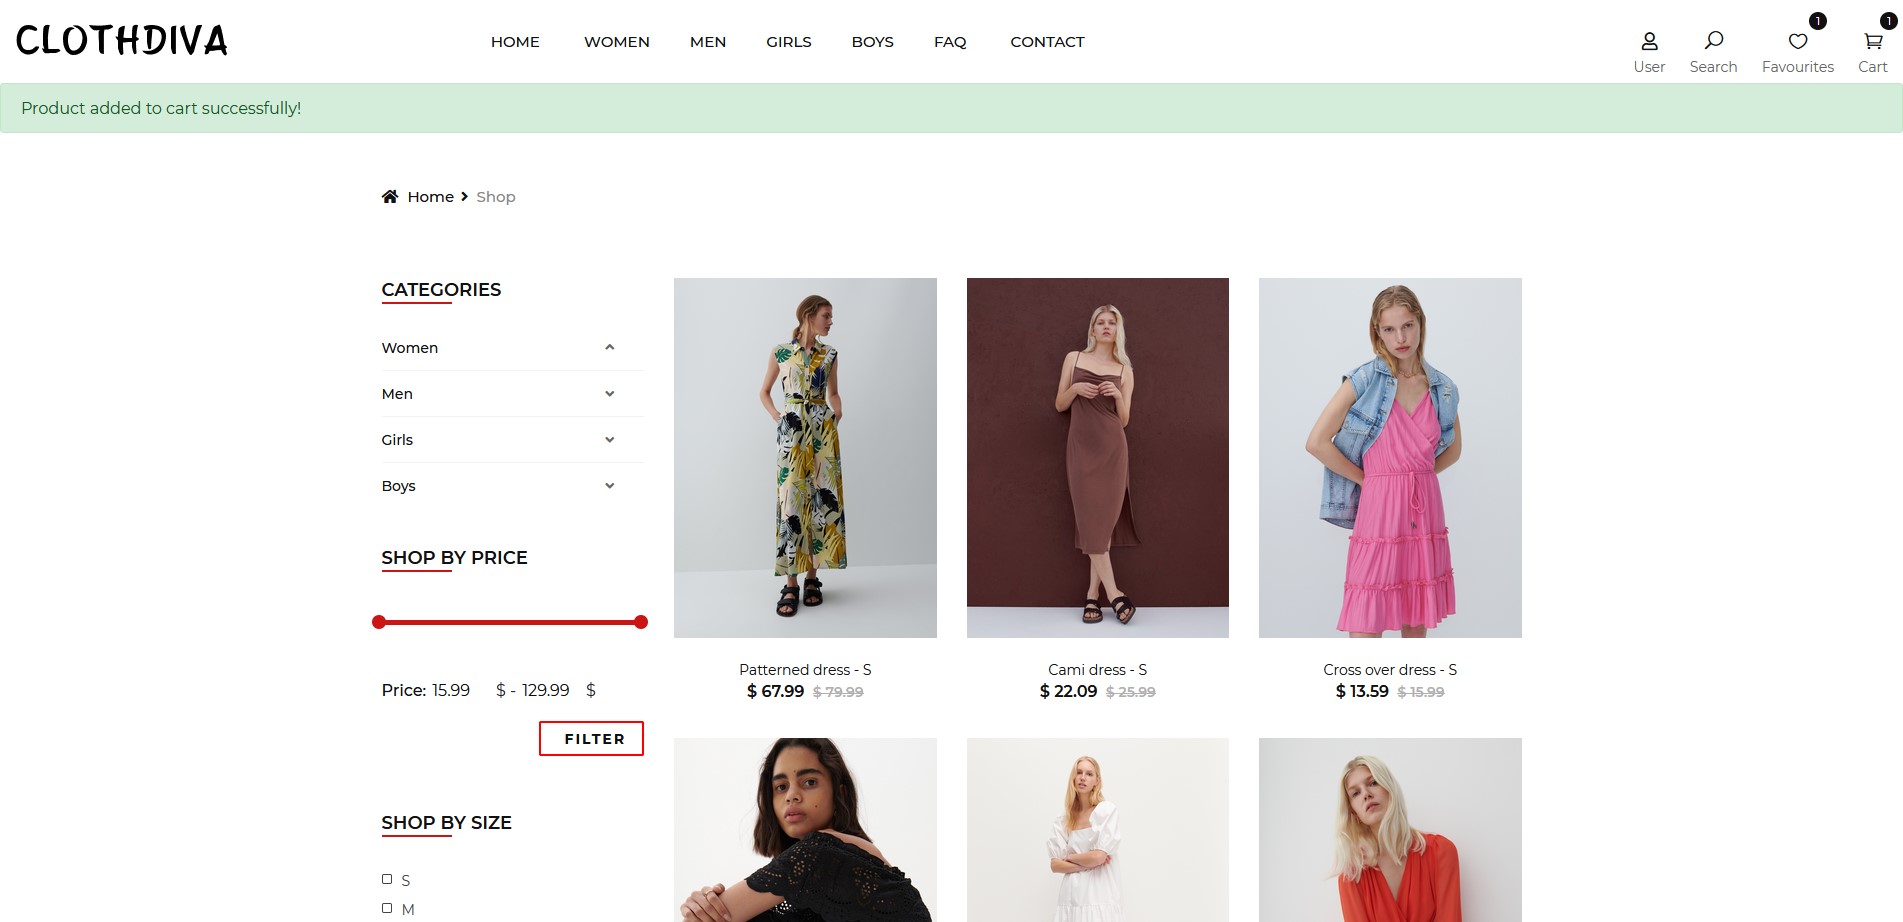 CLOTHDIVA
HOME WOMEN MEN GIRLS BOYS FAQ CONTACT
1 1
User Search Favourites Cart
Product added to cart successfully!
Home Shop
CATEGORIES
Women
Men
Girls
Boys
SHOP BY PRICE
Price: 15.99 $ - 129.99 $
FILTER
SHOP BY SIZE
S
M
Patterned dress - S
$ 67.99 $ 79.99
Cami dress - S
$ 22.09 $ 25.99
Cross over dress - S
$ 13.59 $ 15.99